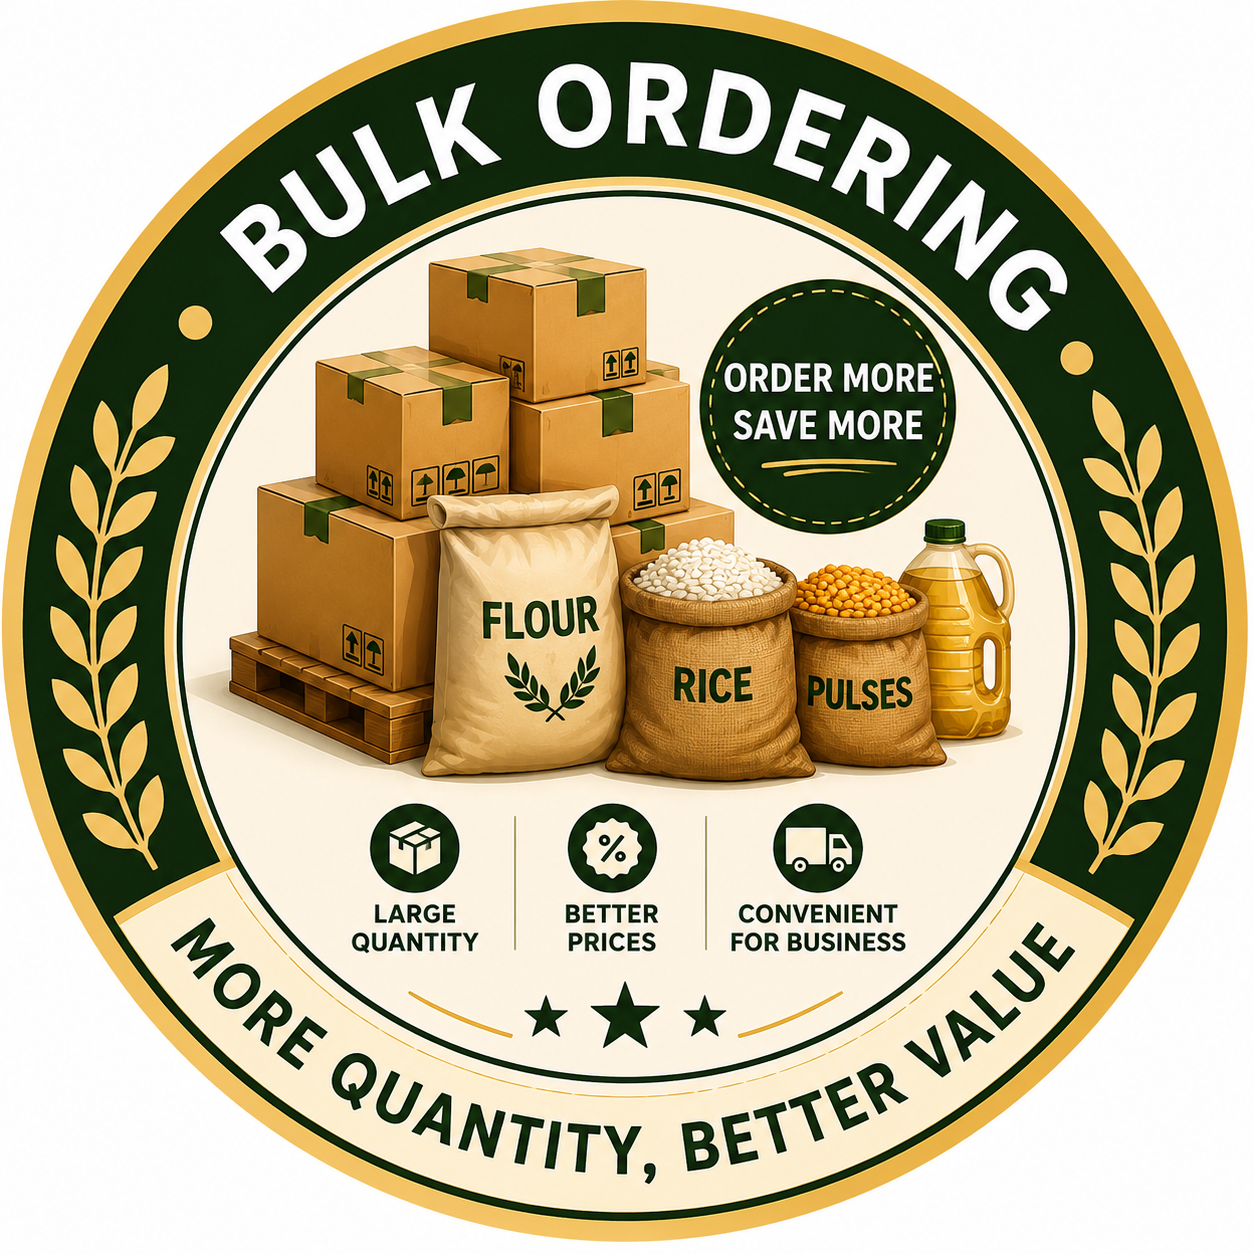 BULK ORDERING
ORDER MORE
SAVE MORE
FLOUR
RICE
PULSES
LARGE
QUANTITY
BETTER
PRICES
CONVENIENT
FOR BUSINESS
MORE QUANTITY, BETTER VALUE